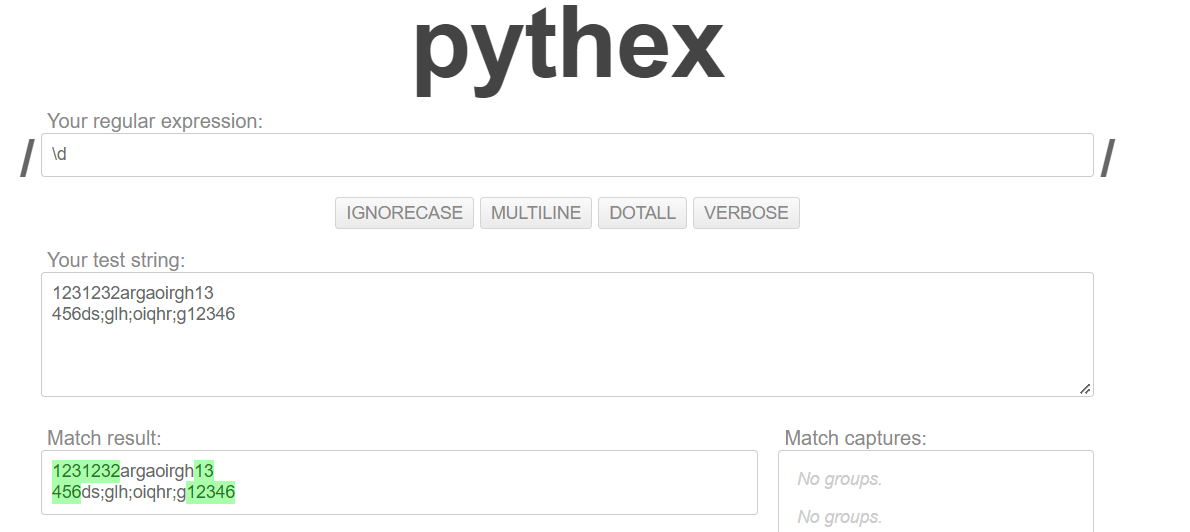 pythex
Your regular expression:
/ \d /
IGNORECASE MULTILINE DOTALL VERBOSE
Your test string:
1231232argaoirgh13
456ds;glh;oiqhr;g12346
Match result:
1231232argaoirgh13
456ds;glh;oiqhr;g12346
Match captures:
No groups.
No groups.